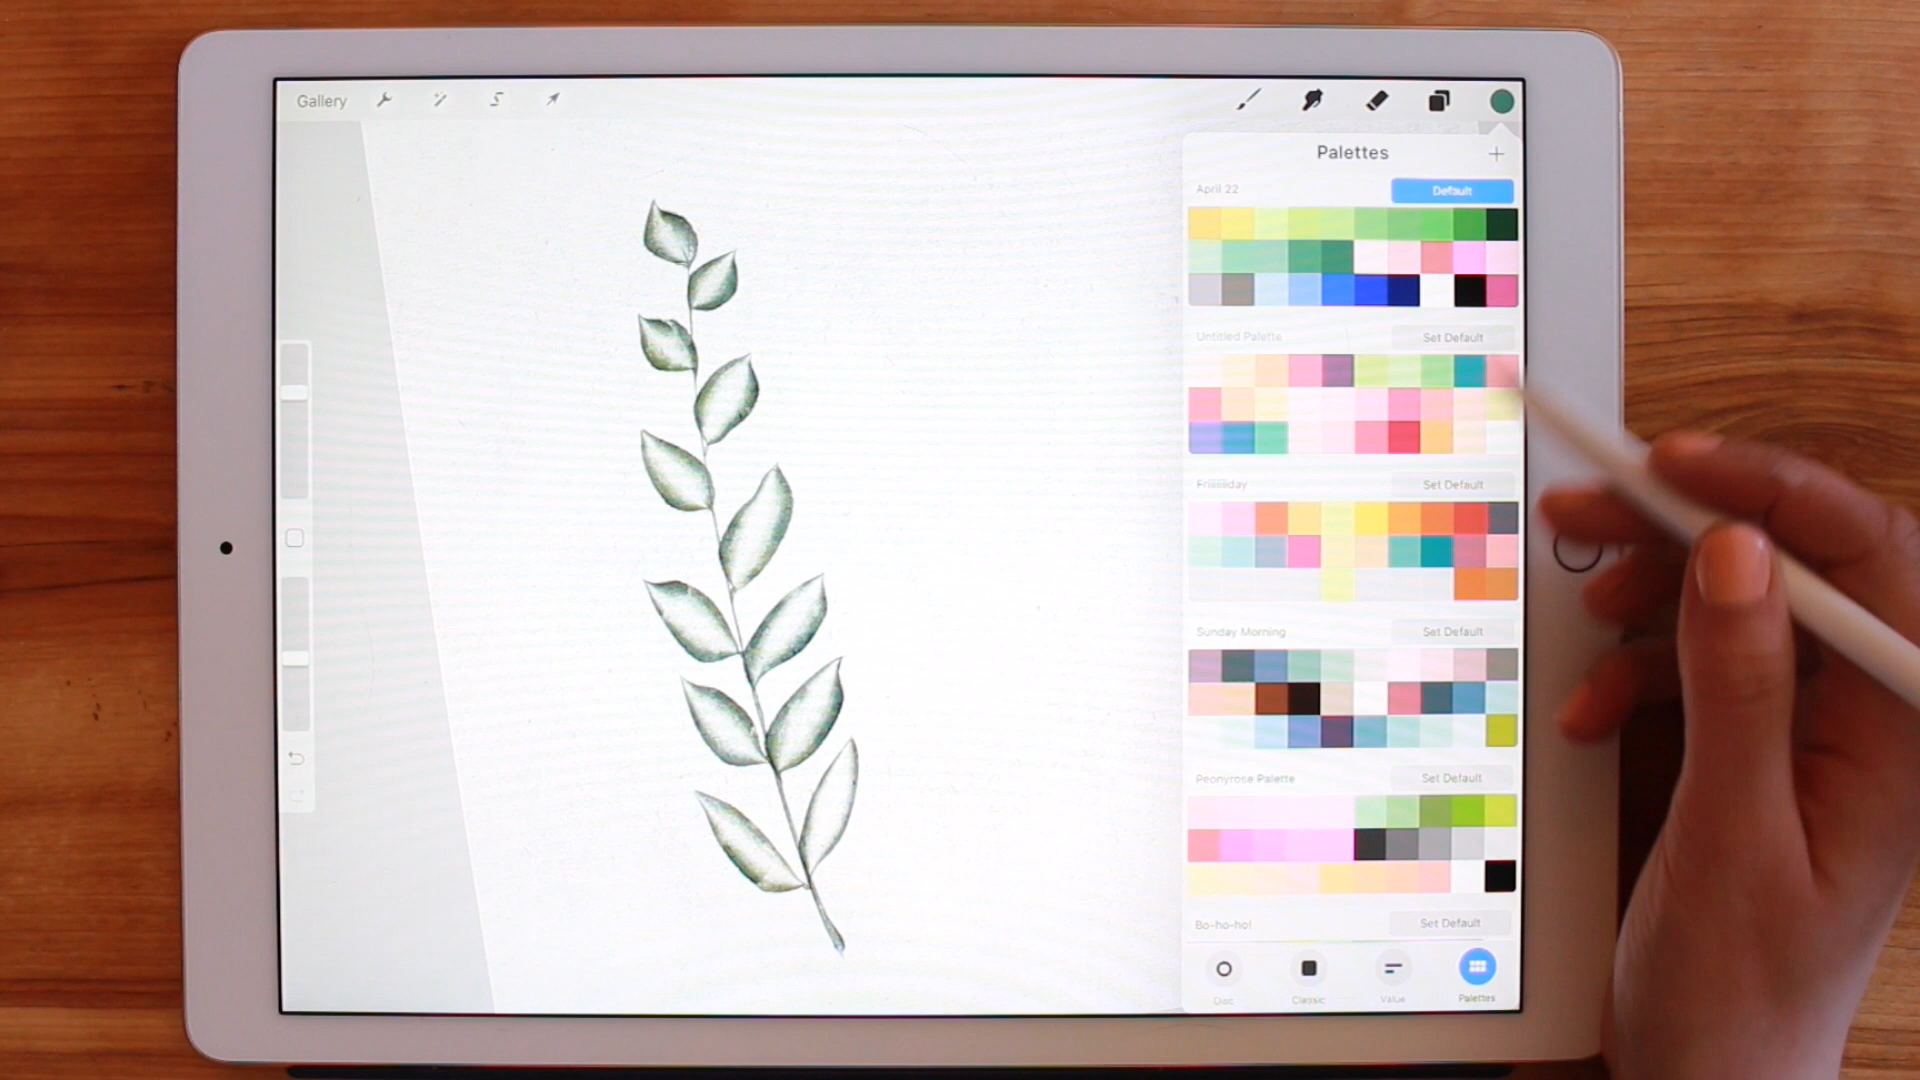 Gallery
Palettes
April 22
Default
Untitled Palette
Set Default
Set Default
Sunday Morning
Set Default
Peonyrose Palette
Set Default
Bo-ho-ho!
Set Default
Disc
Classic
Value
Palettes